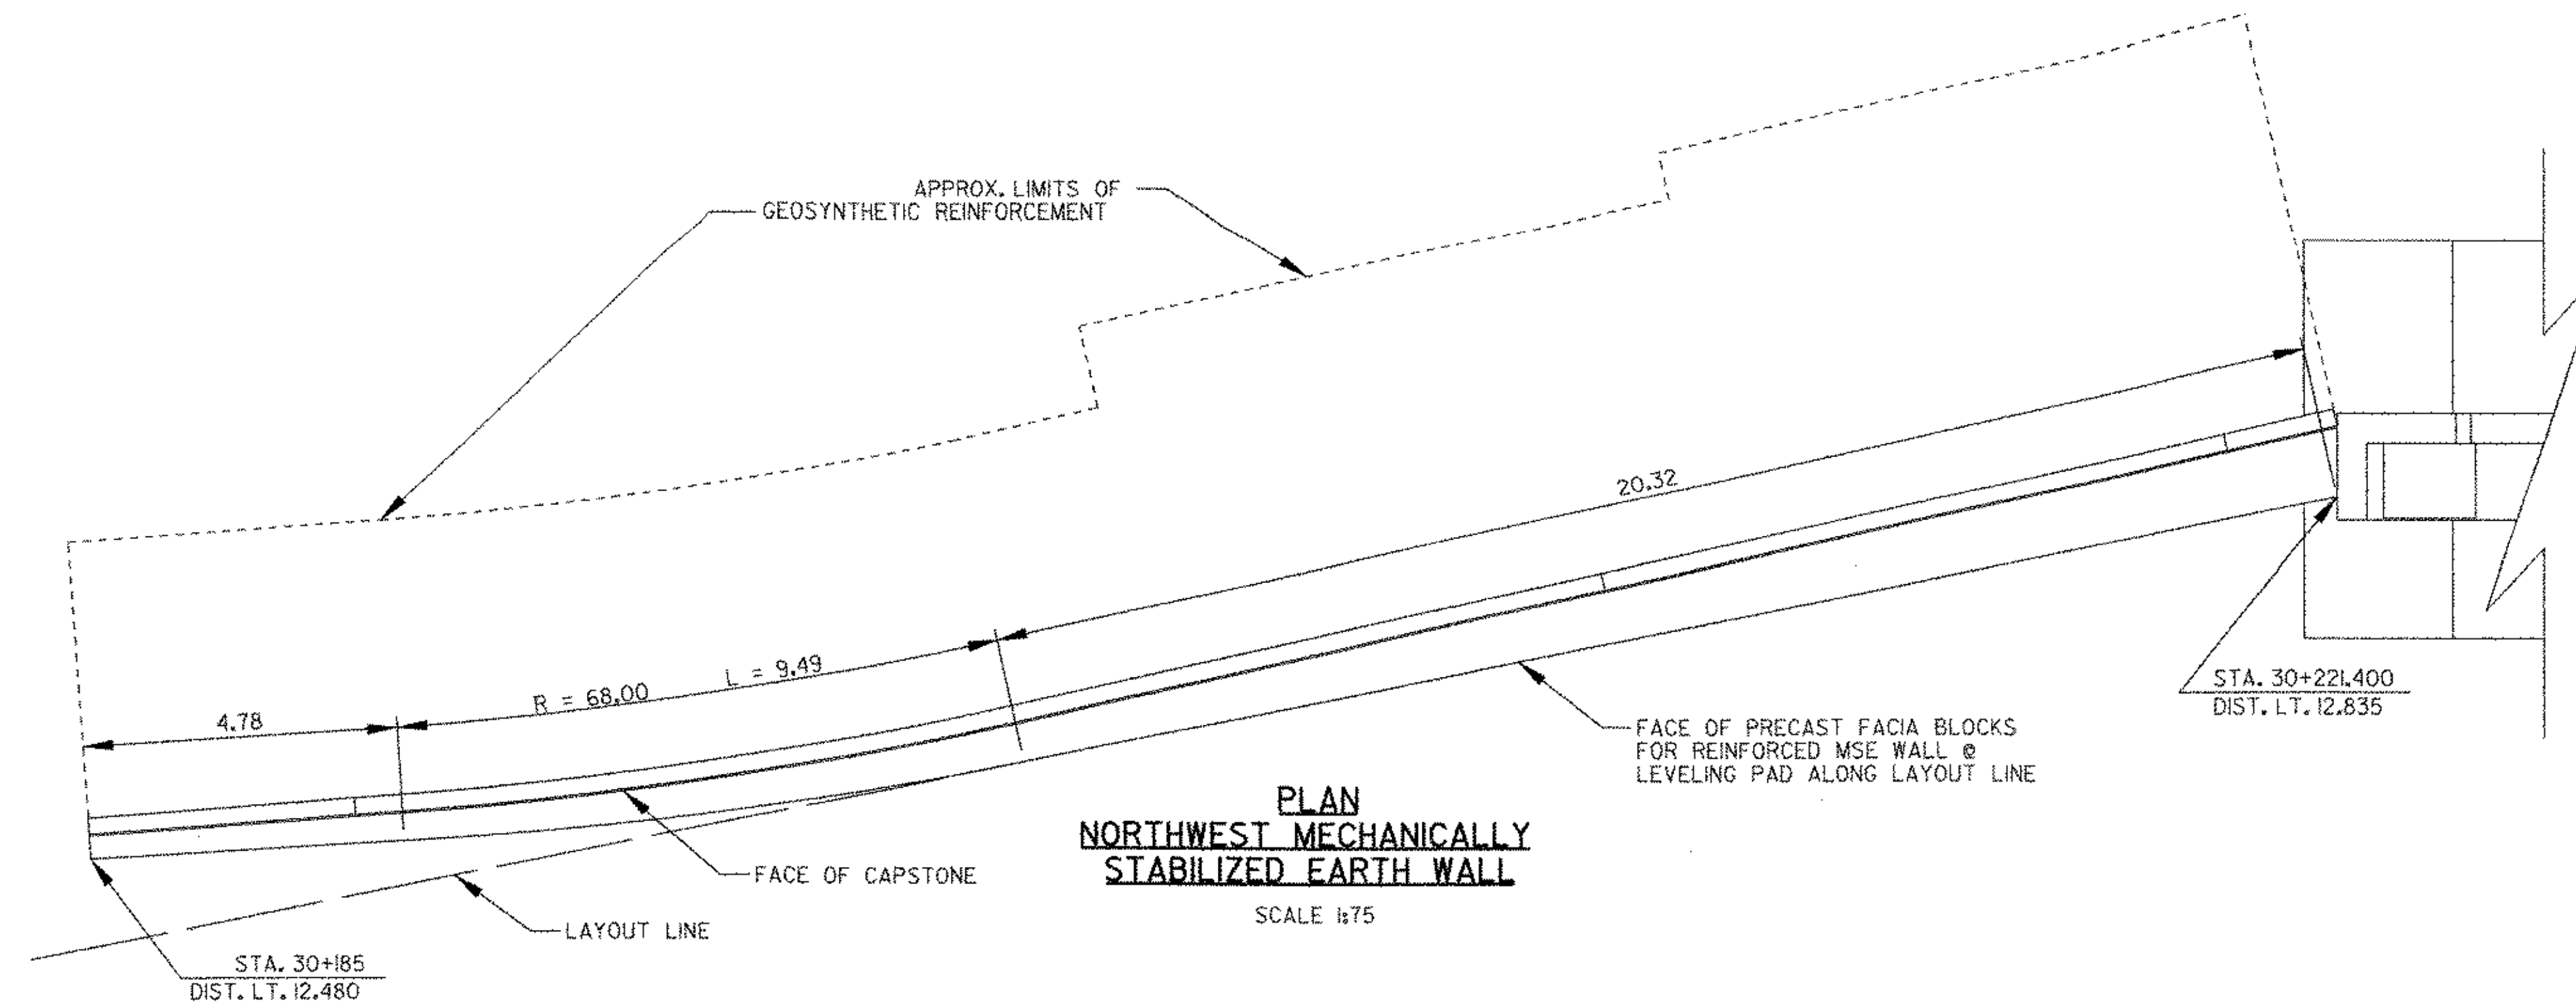 APPROX. LIMITS OF
GEOSYNTHETIC REINFORCEMENT
20.32
L = 9.49
R = 68.00
4.78
STA. 30+221.400
DIST. LT. 12.835
FACE OF PRECAST FACIA BLOCKS
FOR REINFORCED MSE WALL @
LEVELING PAD ALONG LAYOUT LINE
PLAN
NORTHWEST MECHANICALLY
STABILIZED EARTH WALL
SCALE 1:75
FACE OF CAPSTONE
LAYOUT LINE
STA. 30+185
DIST. LT. 12.480